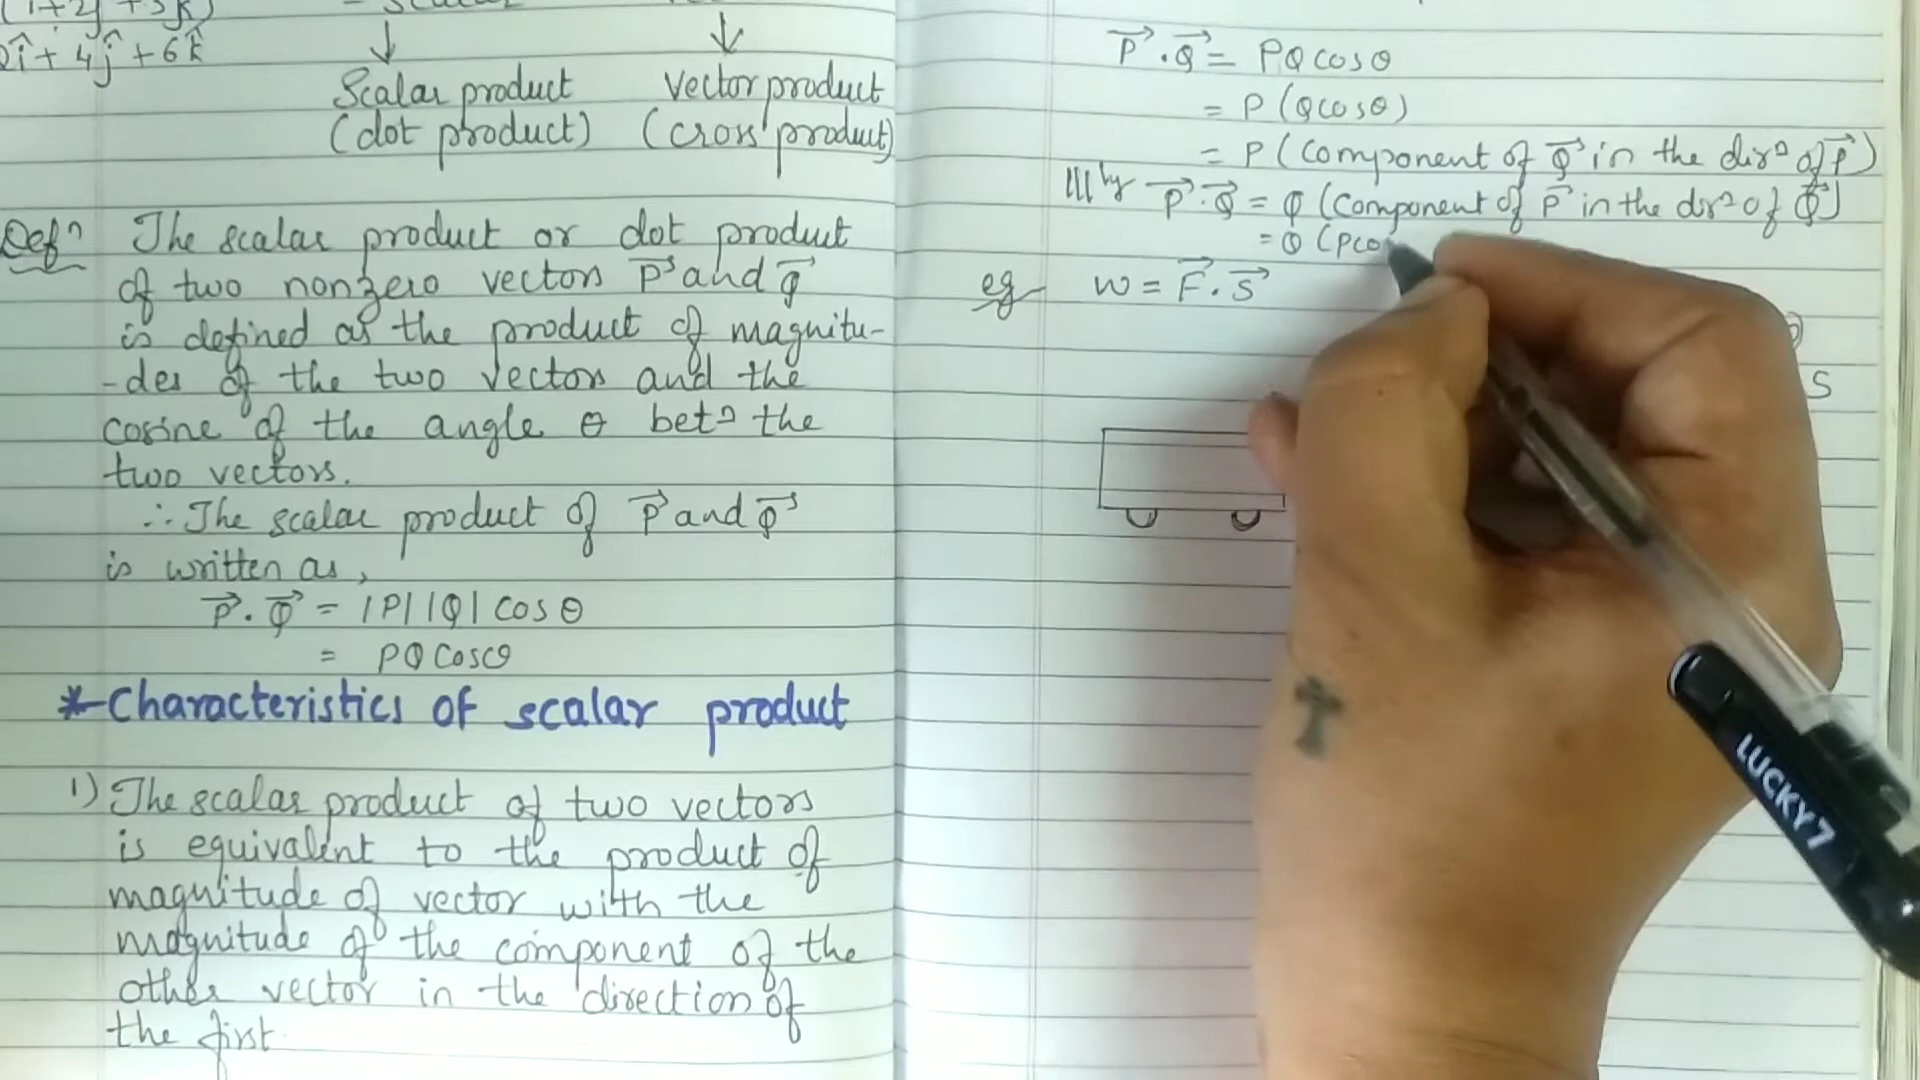 î + 4ĵ + 6k̂
Scalar product
(dot product)
Vector product
(cross product)
Defⁿ The scalar product or dot product
of two nonzero vectors P⃗ and Q⃗
is defined as the product of magnitu-
-des of the two vectors and the
cosine of the angle θ betⁿ the
two vectors.
∴ The scalar product of P⃗ and Q⃗
is written as,
P⃗ . Q⃗ = |P| |Q| cos θ
= PQ cosθ
*Characteristics of scalar product
1) The scalar product of two vectors
is equivalent to the product of
magnitude of vector with the
magnitude of the component of the
other vector in the direction of
the first.
P⃗ . Q⃗ = PQ cosθ
= P (Qcosθ)
= P (Component of Q⃗ in the dirⁿ of P⃗)
|||ly P⃗ . Q⃗ = Q (Component of P⃗ in the dirⁿ of Q⃗)
= Q (Pco
eg W = F⃗ . S⃗
S
LUCKY7